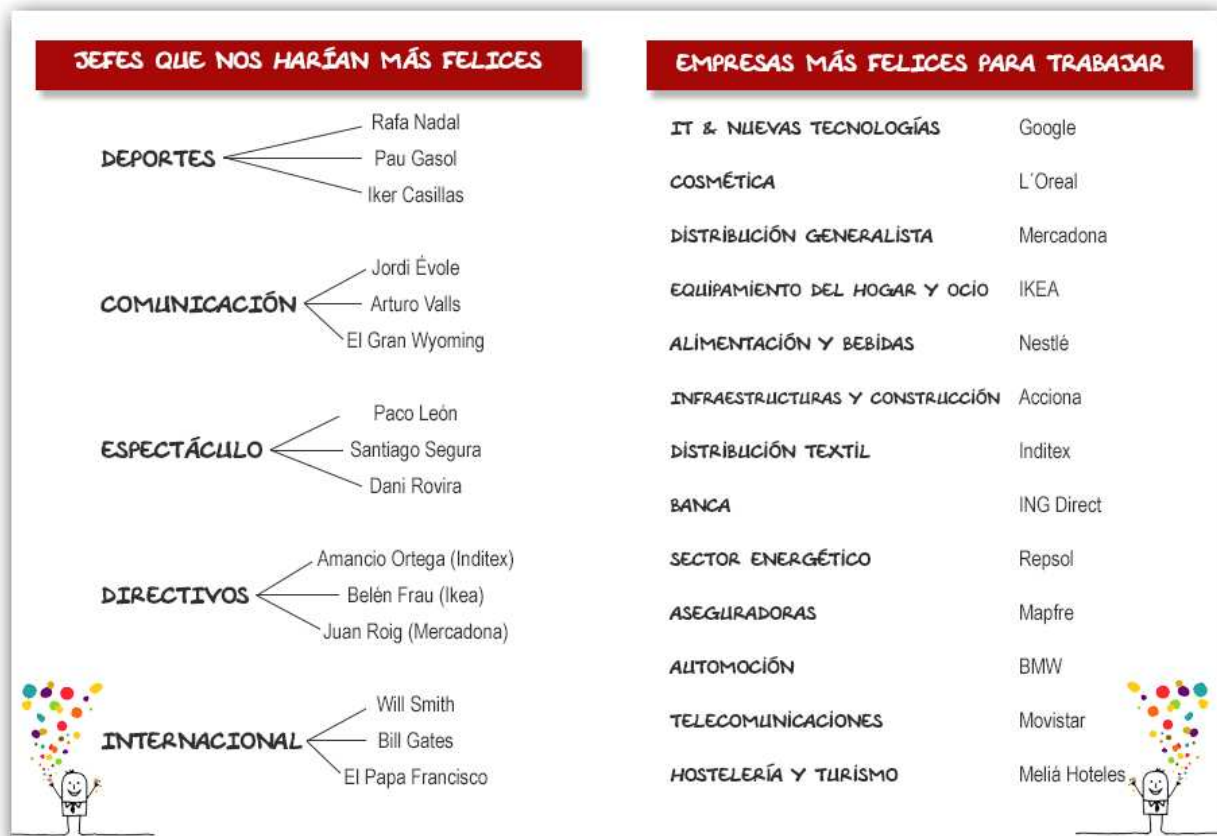 JEFES QUE NOS HARÍAN MÁS FELICES
DEPORTES
Rafa Nadal
Pau Gasol
Iker Casillas
COMUNICACIÓN
Jordi Évole
Arturo Valls
El Gran Wyoming
ESPECTÁCULO
Paco León
Santiago Segura
Dani Rovira
DIRECTIVOS
Amancio Ortega (Inditex)
Belén Frau (Ikea)
Juan Roig (Mercadona)
INTERNACIONAL
Will Smith
Bill Gates
El Papa Francisco
EMPRESAS MÁS FELICES PARA TRABAJAR
IT & NUEVAS TECNOLOGÍAS Google
COSMÉTICA L´Oreal
DISTRIBUCIÓN GENERALISTA Mercadona
EQUIPAMIENTO DEL HOGAR Y OCIO IKEA
ALIMENTACIÓN Y BEBIDAS Nestlé
INFRAESTRUCTURAS Y CONSTRUCCIÓN Acciona
DISTRIBUCIÓN TEXTIL Inditex
BANCA ING Direct
SECTOR ENERGÉTICO Repsol
ASEGURADORAS Mapfre
AUTOMOCIÓN BMW
TELECOMUNICACIONES Movistar
HOSTELERÍA Y TURISMO Meliá Hoteles